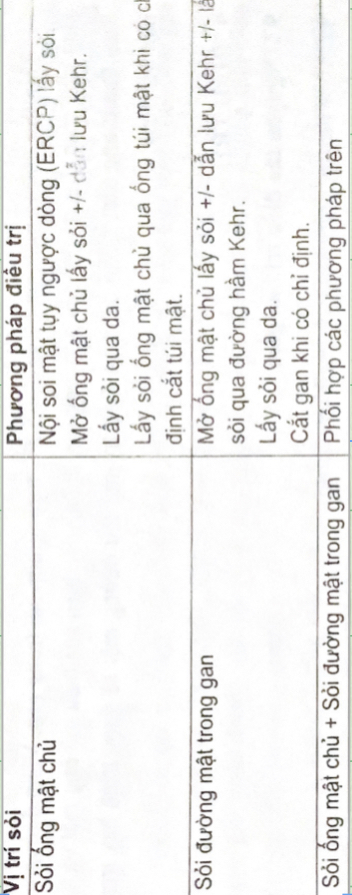 Vị trí sỏi
Phương pháp điều trị
Sỏi ống mật chủ
Nội soi mật tụy ngược dòng (ERCP) lấy sỏi
Mở ống mật chủ lấy sỏi +/- dẫn lưu Kehr.
Lấy sỏi qua da.
Lấy sỏi ống mật chủ qua ống túi mật khi có
định cắt túi mật.
Sỏi đường mật trong gan
Mở ống mật chủ lấy sỏi +/- dẫn lưu Kehr +/-
sỏi qua đường hầm Kehr.
Lấy sỏi qua da.
Cắt gan khi có chỉ định.
Sỏi ống mật chủ + Sỏi đường mật trong gan
Phối hợp các phương pháp trên